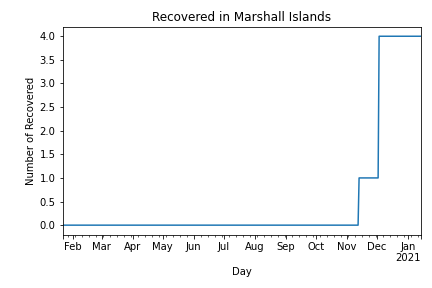 Recovered in Marshall Islands
4.0
3.5
3.0
2.5
2.0
1.5
1.0
0.5
0.0
Number of Recovered
Feb Mar Apr May Jun Jul Aug Sep Oct Nov Dec Jan
2021
Day